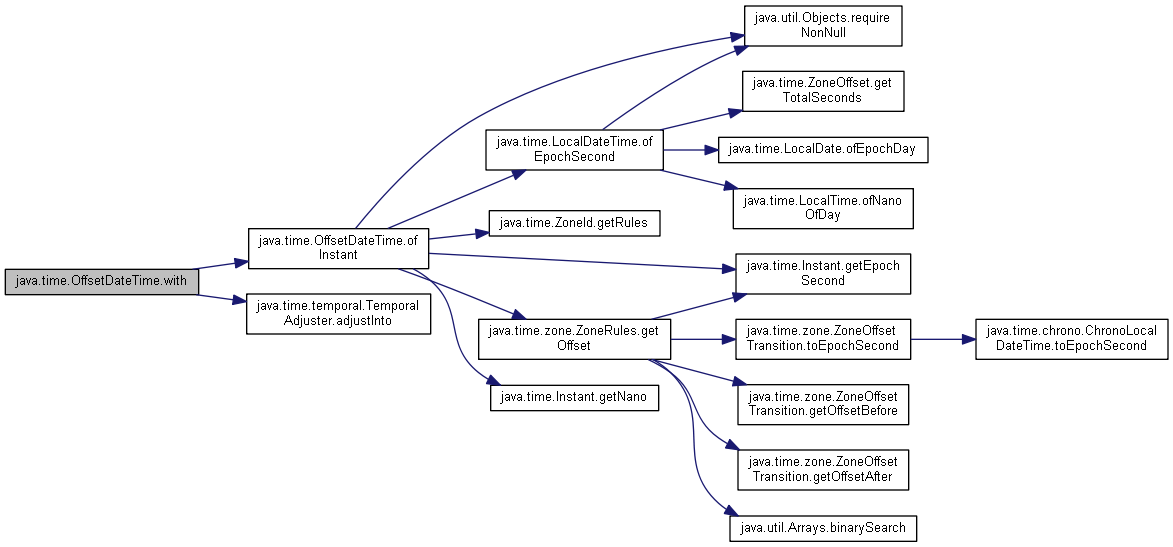 java.util.Objects.require
NonNull
java.time.ZoneOffset.get
TotalSeconds
java.time.LocalDateTime.of
EpochSecond
java.time.LocalDate.ofEpochDay
java.time.LocalTime.ofNano
OfDay
java.time.ZoneId.getRules
java.time.OffsetDateTime.of
Instant
java.time.Instant.getEpoch
Second
java.time.OffsetDateTime.with
java.time.temporal.Temporal
Adjuster.adjustInto
java.time.zone.ZoneRules.get
Offset
java.time.zone.ZoneOffset
Transition.toEpochSecond
java.time.chrono.ChronoLocal
DateTime.toEpochSecond
java.time.Instant.getNano
java.time.zone.ZoneOffset
Transition.getOffsetBefore
java.time.zone.ZoneOffset
Transition.getOffsetAfter
java.util.Arrays.binarySearch